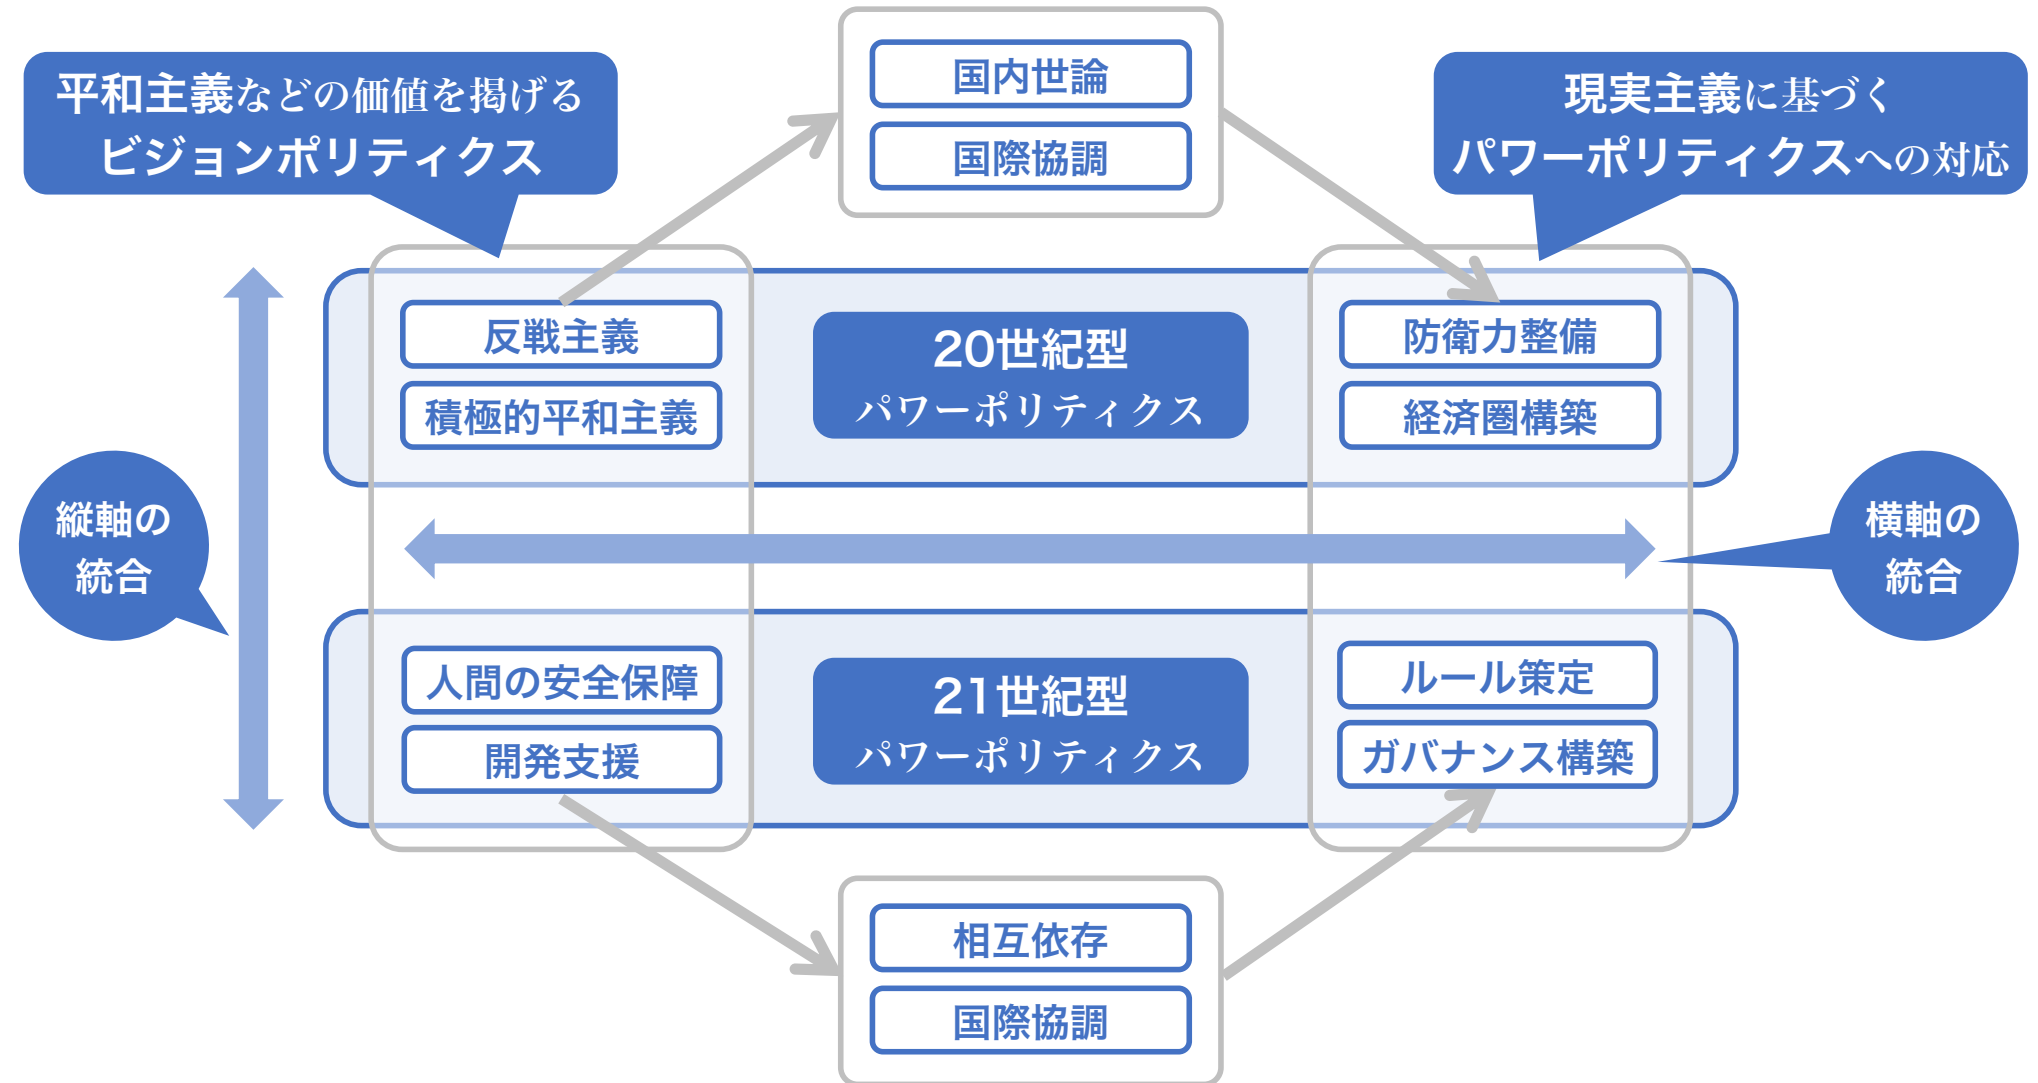 国内世論
国際協調
平和主義などの価値を掲げる
ビジョンポリティクス
現実主義に基づく
パワーポリティクスへの対応
反戦主義
積極的平和主義
20世紀型
パワーポリティクス
防衛力整備
経済圏構築
縦軸の
統合
横軸の
統合
人間の安全保障
開発支援
21世紀型
パワーポリティクス
ルール策定
ガバナンス構築
相互依存
国際協調